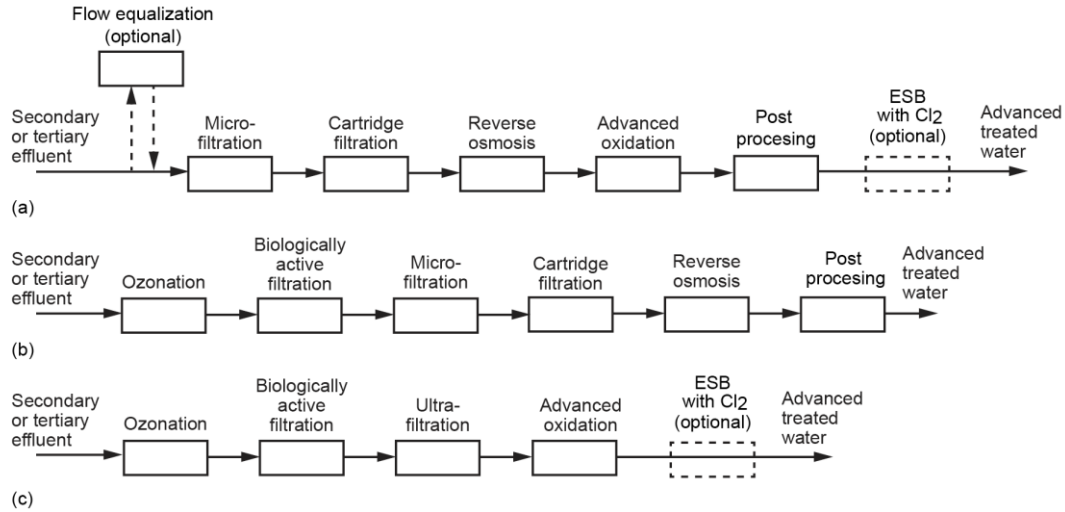 Flow equalization
(optional)
Secondary
or tertiary
effluent
Micro-
filtration
Cartridge
filtration
Reverse
osmosis
Advanced
oxidation
Post
procesing
ESB
with Cl2
(optional)
Advanced
treated
water
(a)
Secondary
or tertiary
effluent
Ozonation
Biologically
active
filtration
Micro-
filtration
Cartridge
filtration
Reverse
osmosis
Post
procesing
Advanced
treated
water
(b)
Secondary
or tertiary
effluent
Ozonation
Biologically
active
filtration
Ultra-
filtration
Advanced
oxidation
ESB
with Cl2
(optional)
Advanced
treated
water
(c)